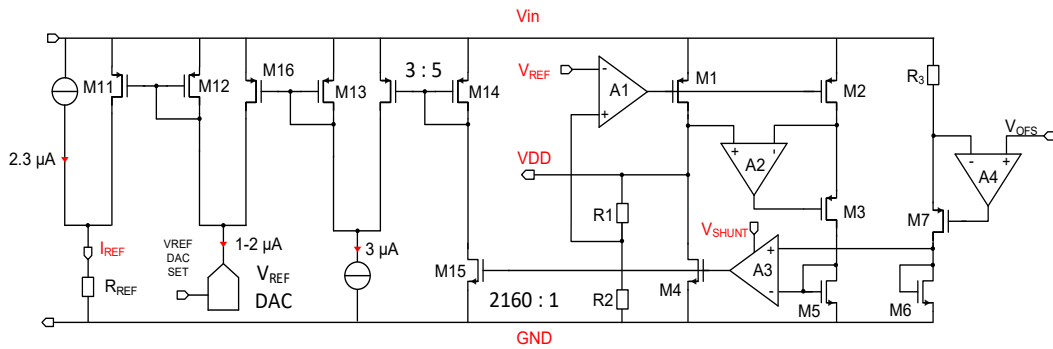 Vin
M11
M12
M16
M13
3 : 5
M14
VREF
A1
M1
M2
R3
VOFS
2.3 µA
VDD
A2
A4
R1
M3
M7
IREF
VREF
DAC
SET
1-2 µA
VREF
DAC
3 µA
M15
VSHUNT
A3
RREF
2160 : 1
R2
M4
M5
M6
GND
+
-
+
-
+
-
+
-
+
-